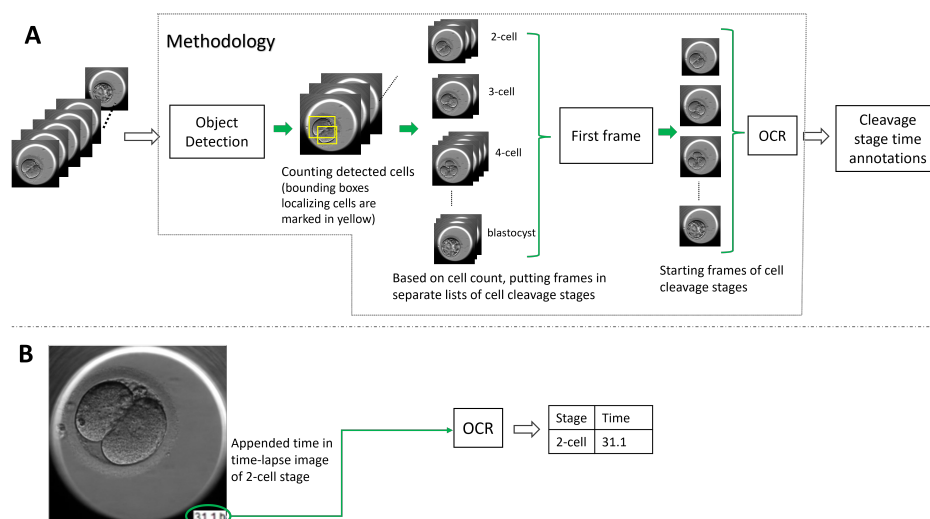 A
Methodology
Object
Detection
Counting detected cells
(bounding boxes
localizing cells are
marked in yellow)
2-cell
3-cell
4-cell
blastocyst
Based on cell count, putting frames in
separate lists of cell cleavage stages
First frame
Starting frames of cell
cleavage stages
OCR
Cleavage
stage time
annotations
B
31.1 h
Appended time in
time-lapse image
of 2-cell stage
OCR
Stage Time
2-cell 31.1